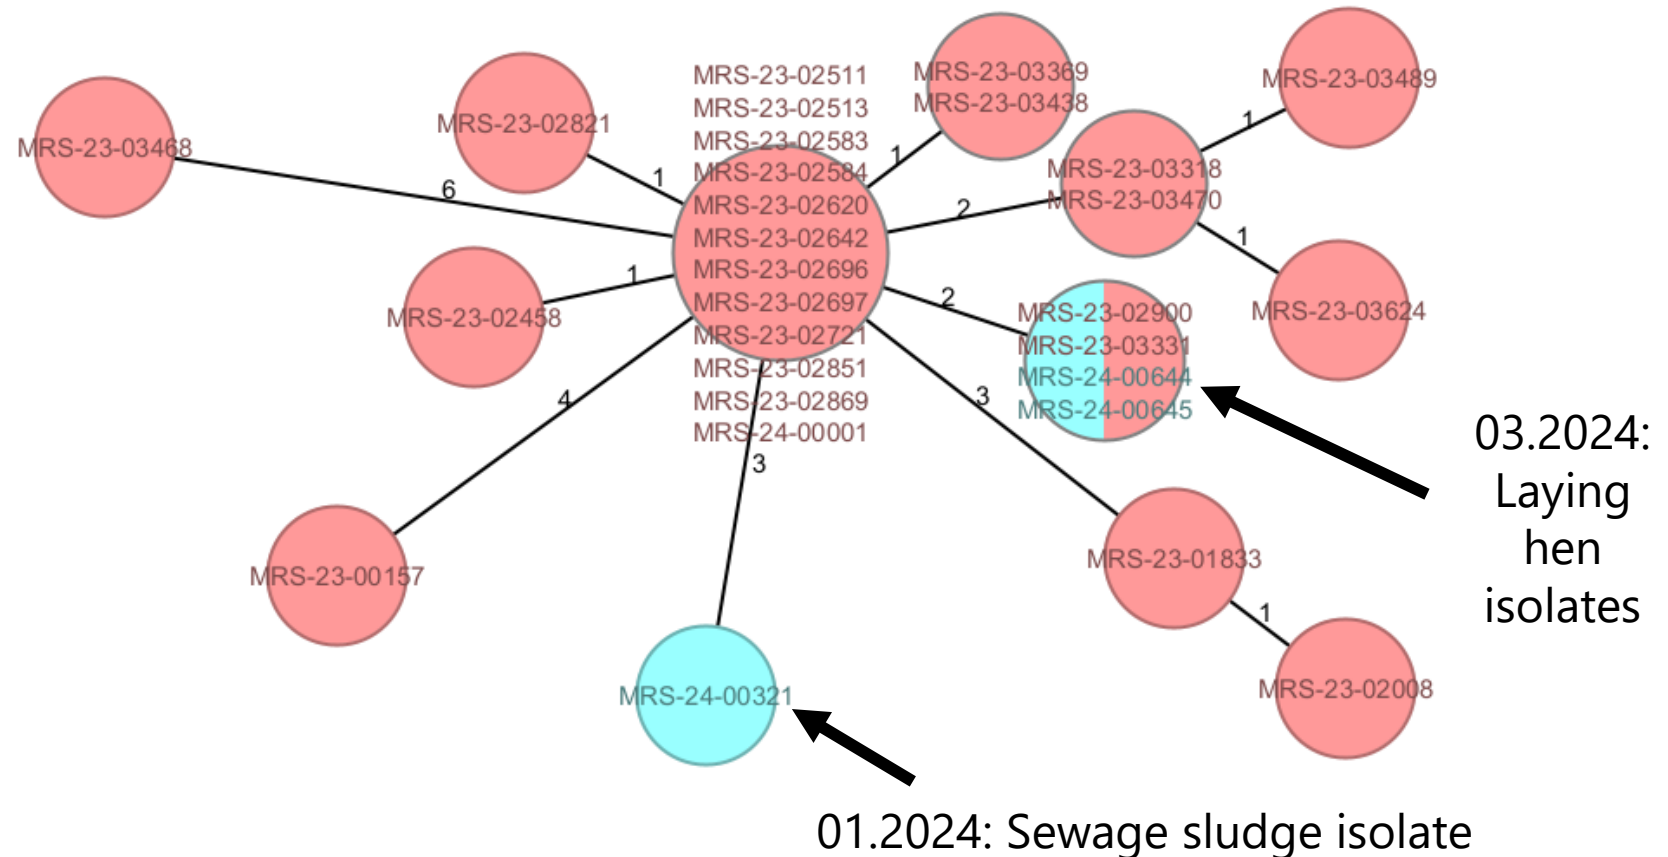 MRS-23-03468
6
MRS-23-02821
1
MRS-23-02511
MRS-23-02513
MRS-23-02583
MRS-23-02584
MRS-23-02620
MRS-23-02642
MRS-23-02696
MRS-23-02697
MRS-23-02721
MRS-23-02851
MRS-23-02869
MRS-24-00001
MRS-23-03369
MRS-23-03438
1
MRS-23-03318
MRS-23-03470
2
1
MRS-23-03489
1
MRS-23-03624
MRS-23-02458
1
2
MRS-23-02900
MRS-23-03331
MRS-24-00644
MRS-24-00645
03.2024:
Laying
hen
isolates
4
MRS-23-00157
3
MRS-24-00321
3
MRS-23-01833
1
MRS-23-02008
01.2024: Sewage sludge isolate